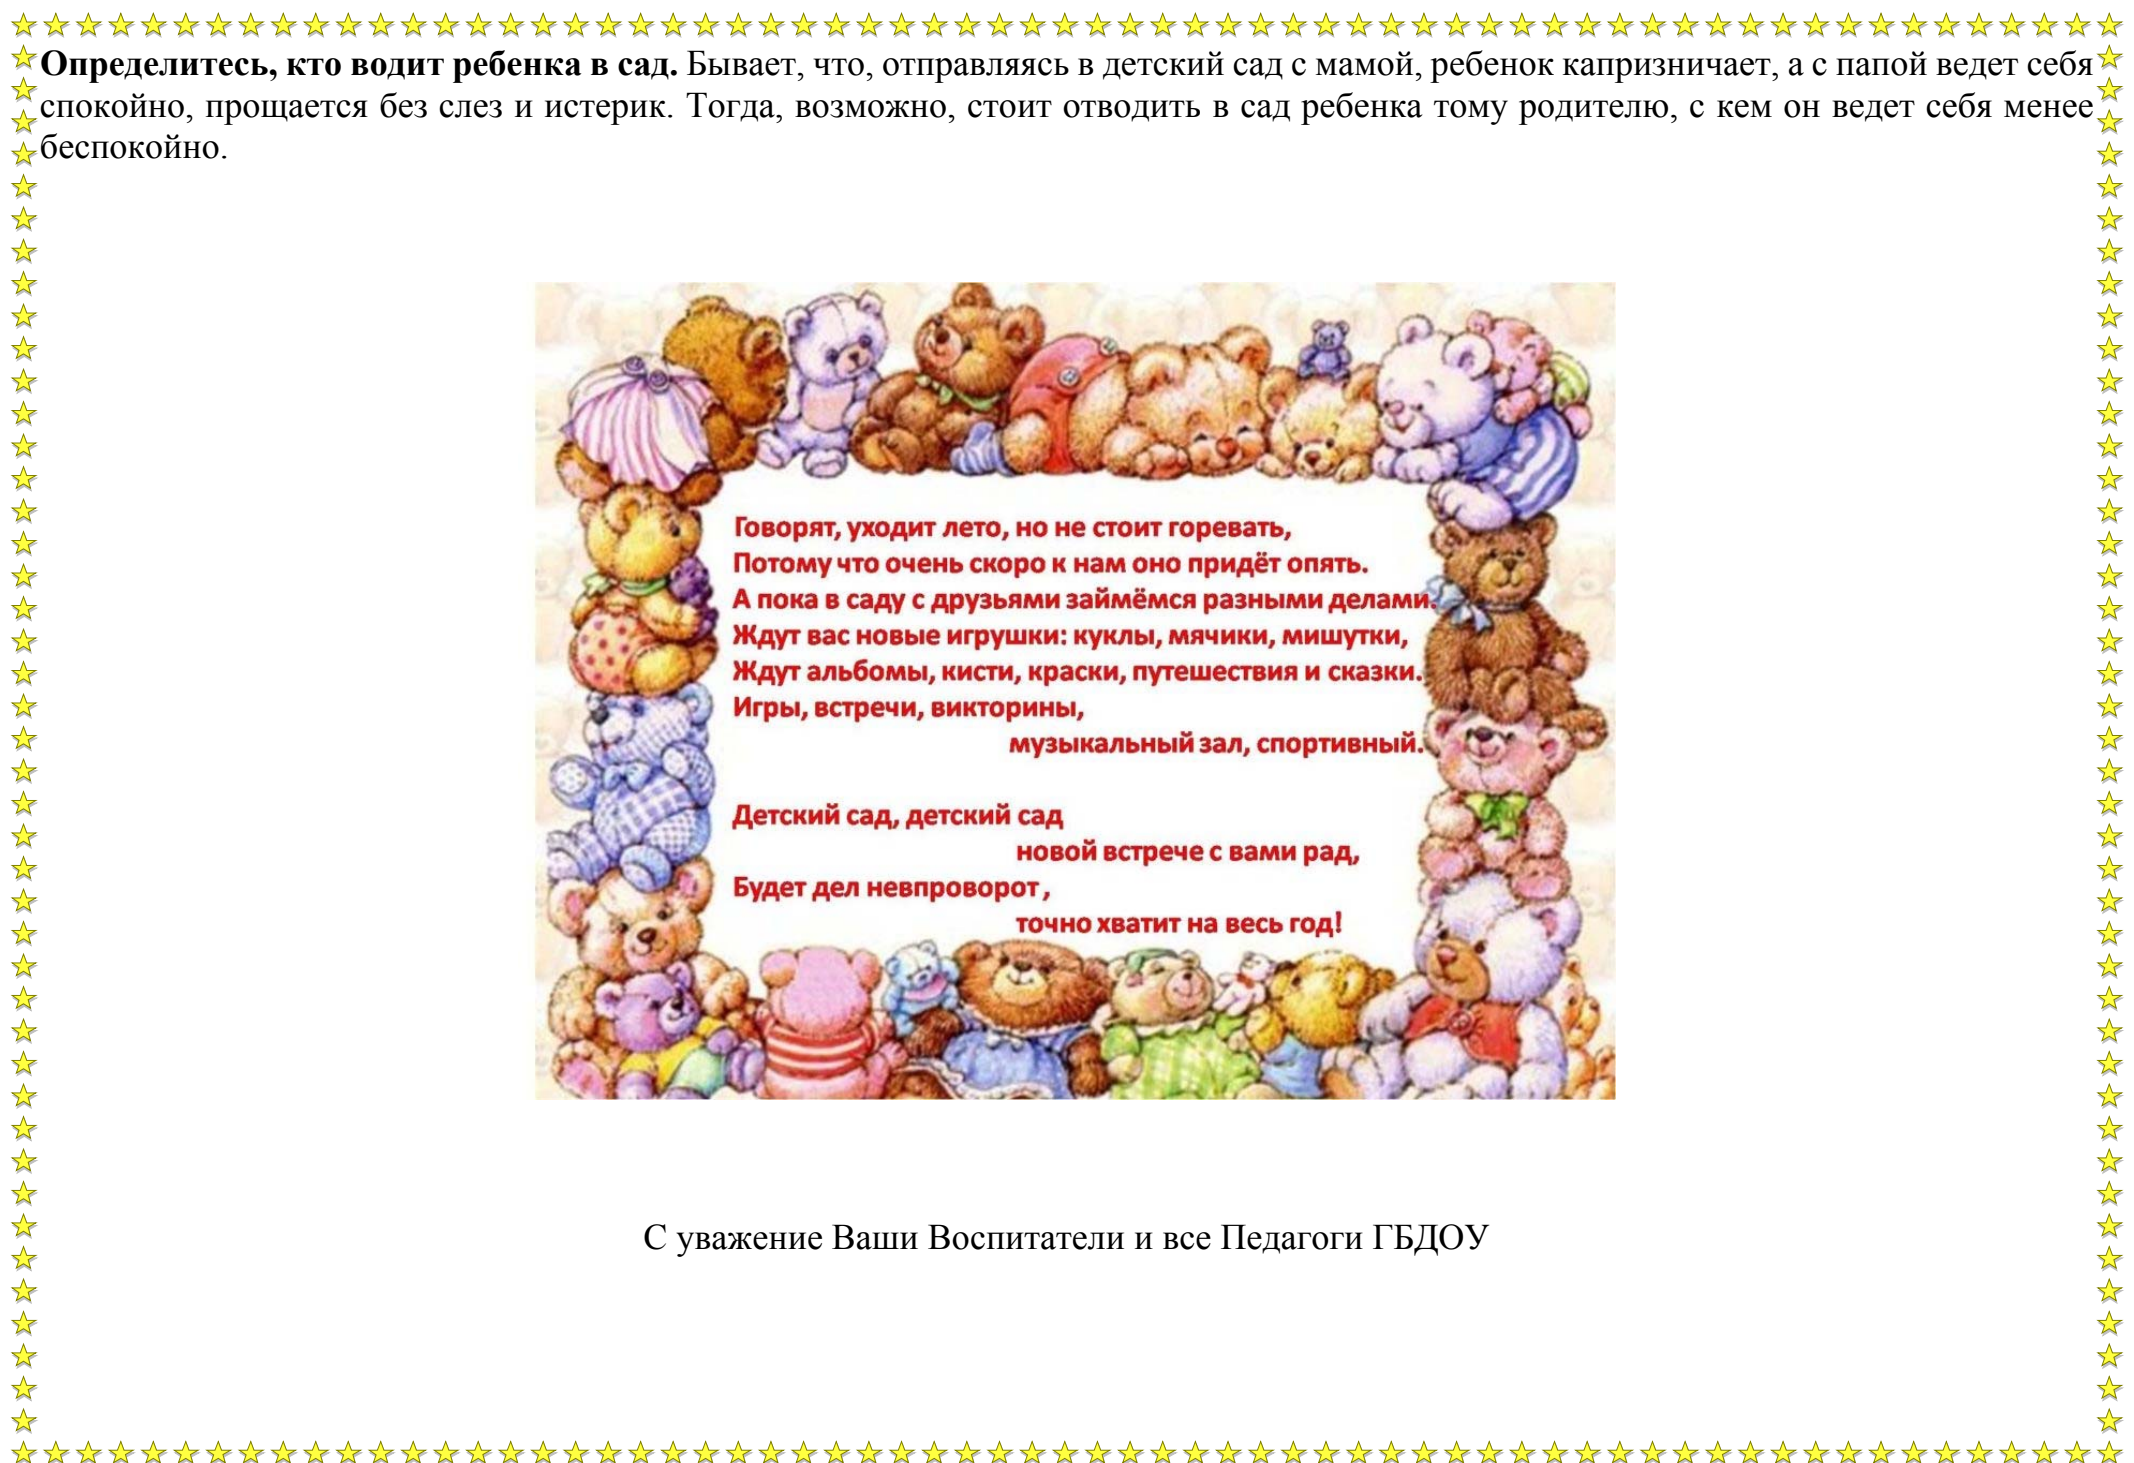 Определитесь, кто водит ребенка в сад. Бывает, что, отправляясь в детский сад с мамой, ребенок капризничает, а с папой ведет себя
спокойно, прощается без слез и истерик. Тогда, возможно, стоит отводить в сад ребенка тому родителю, с кем он ведет себя менее
беспокойно.
Говорят, уходит лето, но не стоит горевать,
Потому что очень скоро к нам оно придёт опять.
А пока в саду с друзьями займёмся разными делами.
Ждут вас новые игрушки: куклы, мячики, мишутки,
Ждут альбомы, кисти, краски, путешествия и сказки.
Игры, встречи, викторины,
музыкальный зал, спортивный.
Детский сад, детский сад
новой встрече с вами рад,
Будет дел невпроворот ,
точно хватит на весь год!
С уважение Ваши Воспитатели и все Педагоги ГБДОУ